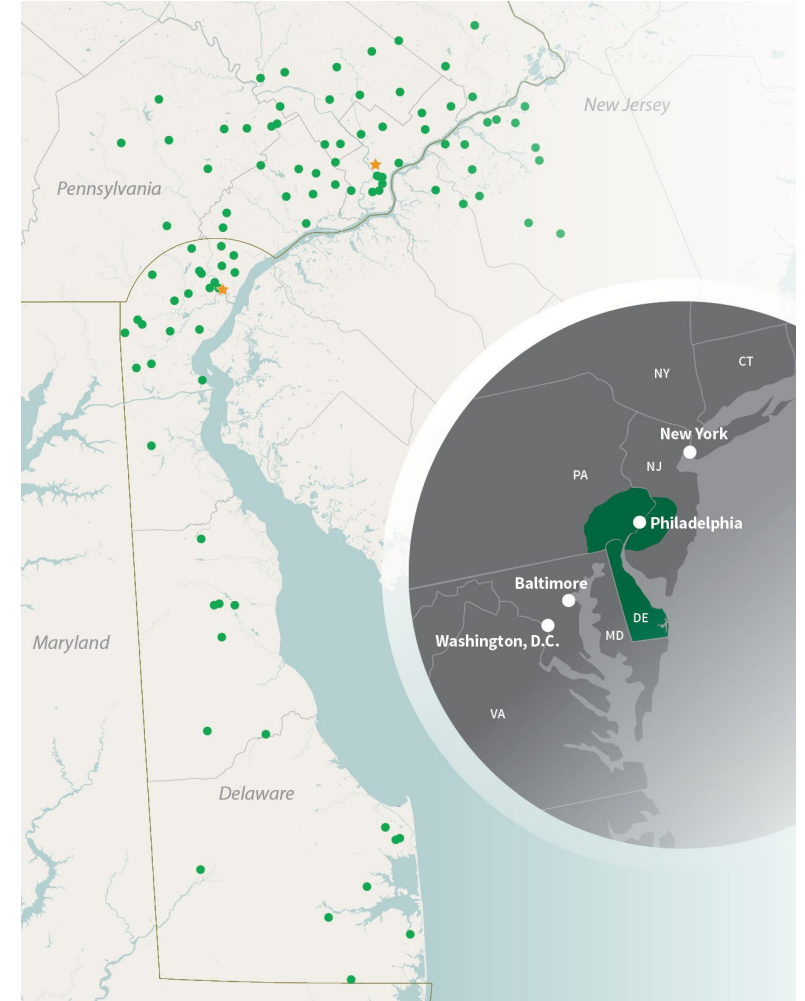 New Jersey
Pennsylvania
NY
CT
New York
NJ
PA
Philadelphia
Baltimore
DE
Maryland
MD
Washington, D.C.
VA
Delaware